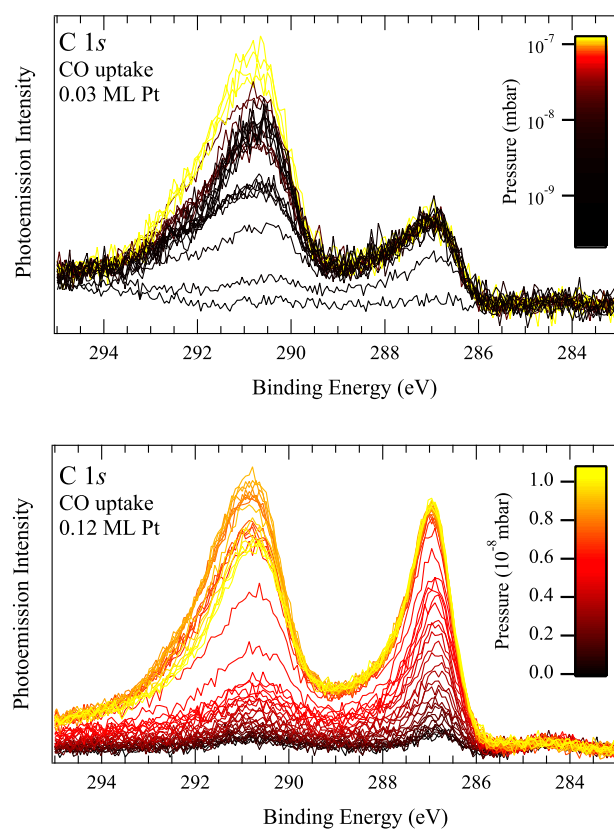 C 1s
CO uptake
0.03 ML Pt
Photoemission Intensity
10⁻⁷
10⁻⁸
10⁻⁹
Pressure (mbar)
294 292 290 288 286 284
Binding Energy (eV)
C 1s
CO uptake
0.12 ML Pt
Photoemission Intensity
1.0
0.8
0.6
0.4
0.2
0.0
Pressure (10⁻⁸ mbar)
294 292 290 288 286 284
Binding Energy (eV)